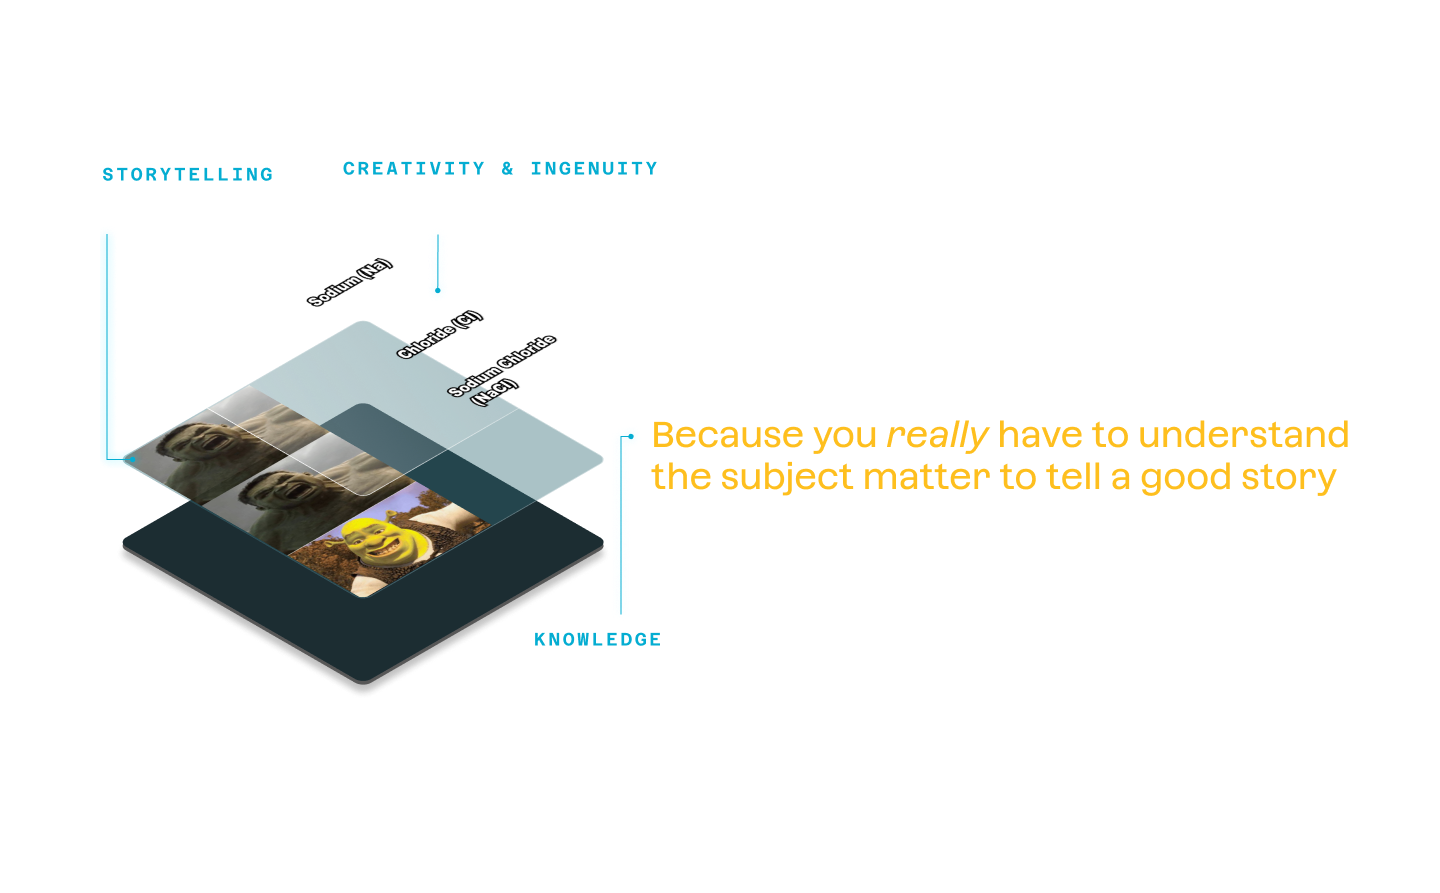 STORYTELLING
CREATIVITY & INGENUITY
Sodium (Na)
Chloride (Cl)
Sodium Chloride
(NaCl)
Because you really have to understand
the subject matter to tell a good story
KNOWLEDGE